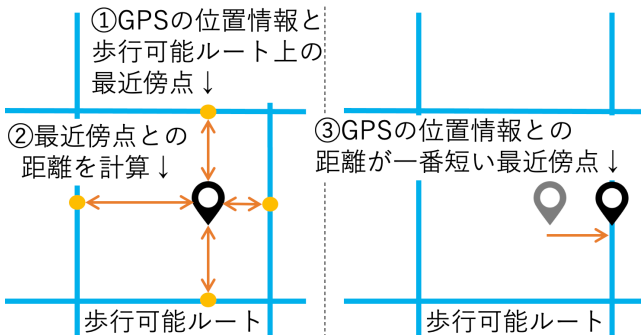 ①GPSの位置情報と
歩行可能ルート上の
最近傍点↓
②最近傍点との
距離を計算↓
歩行可能ルート
③GPSの位置情報との
距離が一番短い最近傍点↓
歩行可能ルート